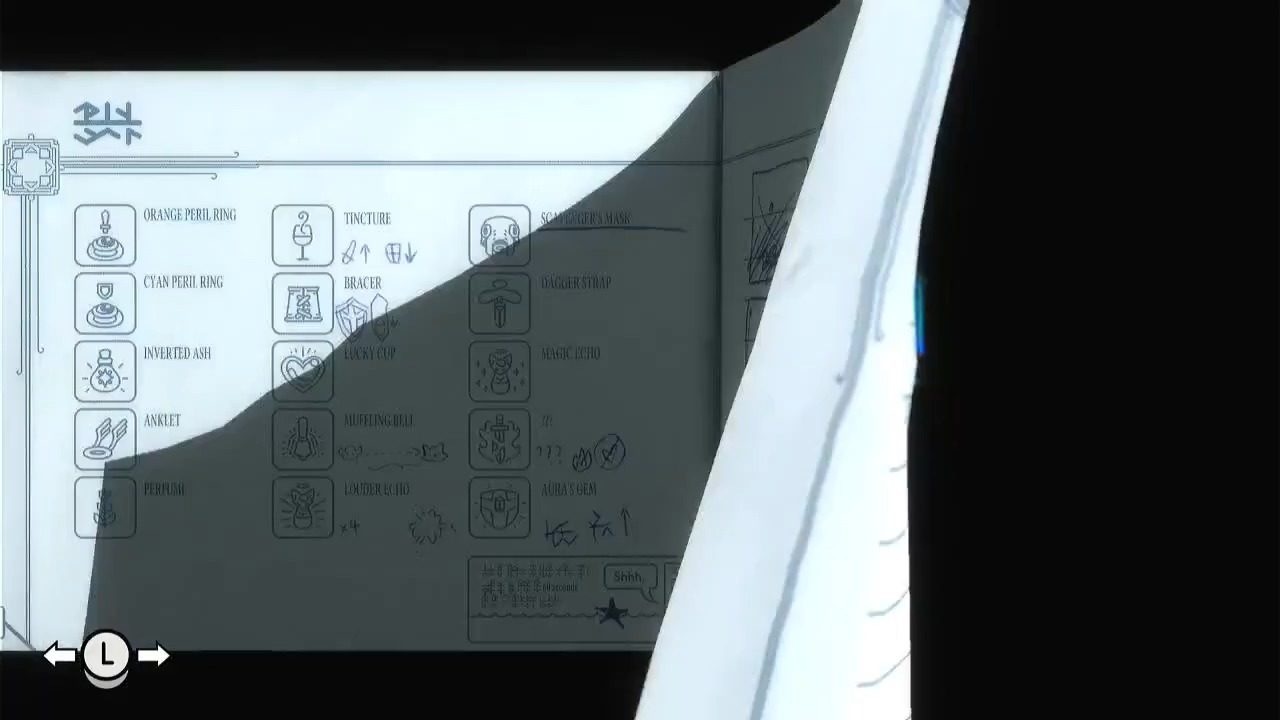 ORANGE PERIL RING
CYAN PERIL RING
INVERTED ASH
ANKLET
PERFUME
TINCTURE
BRACER
LUCKY CUP
MUFFLING BELL
LOUDER ECHO
x4
SCAVENGER'S MASK
DAGGER STRAP
MAGIC ECHO
??
???
AURA'S GEM
Shhh.
L